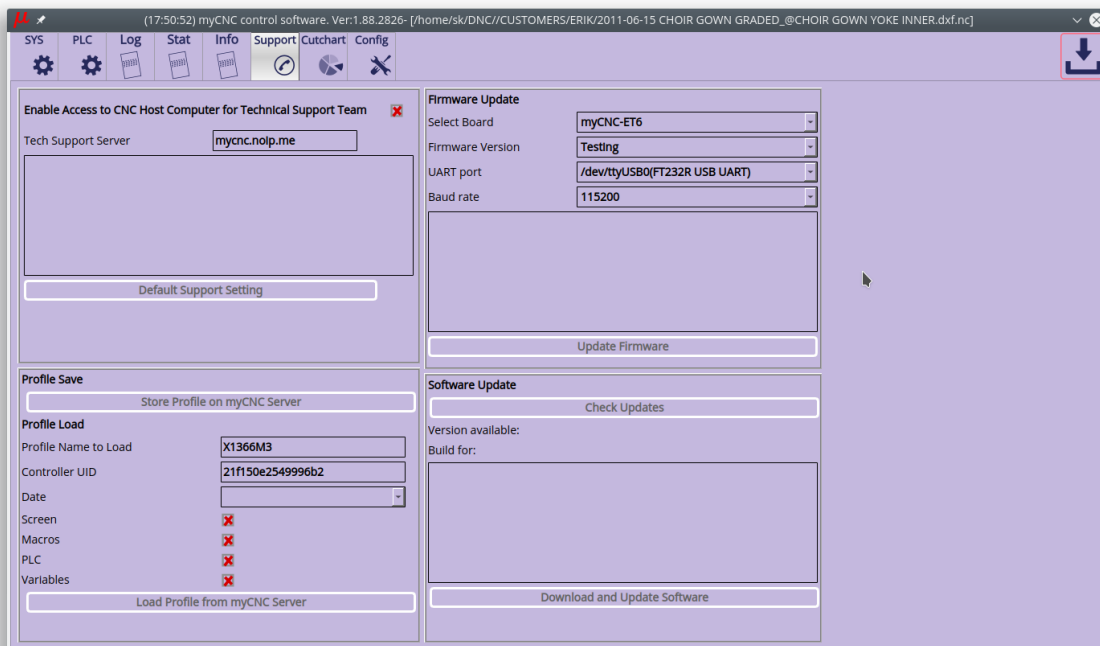 (17:50:52) myCNC control software. Ver:1.88.2826- [/home/sk/DNC//CUSTOMERS/ERIK/2011-06-15 CHOIR GOWN GRADED_@CHOIR GOWN YOKE INNER.dxf.nc]
SYS PLC Log Stat Info Support Cutchart Config
Enable Access to CNC Host Computer for Technical Support Team
Tech Support Server mycnc.noip.me
Default Support Setting
Profile Save
Store Profile on myCNC Server
Profile Load
Profile Name to Load X1366M3
Controller UID 21f150e2549996b2
Date
Screen
Macros
PLC
Variables
Load Profile from myCNC Server
Firmware Update
Select Board myCNC-ET6
Firmware Version Testing
UART port /dev/ttyUSB0(FT232R USB UART)
Baud rate 115200
Update Firmware
Software Update
Check Updates
Version available:
Build for:
Download and Update Software